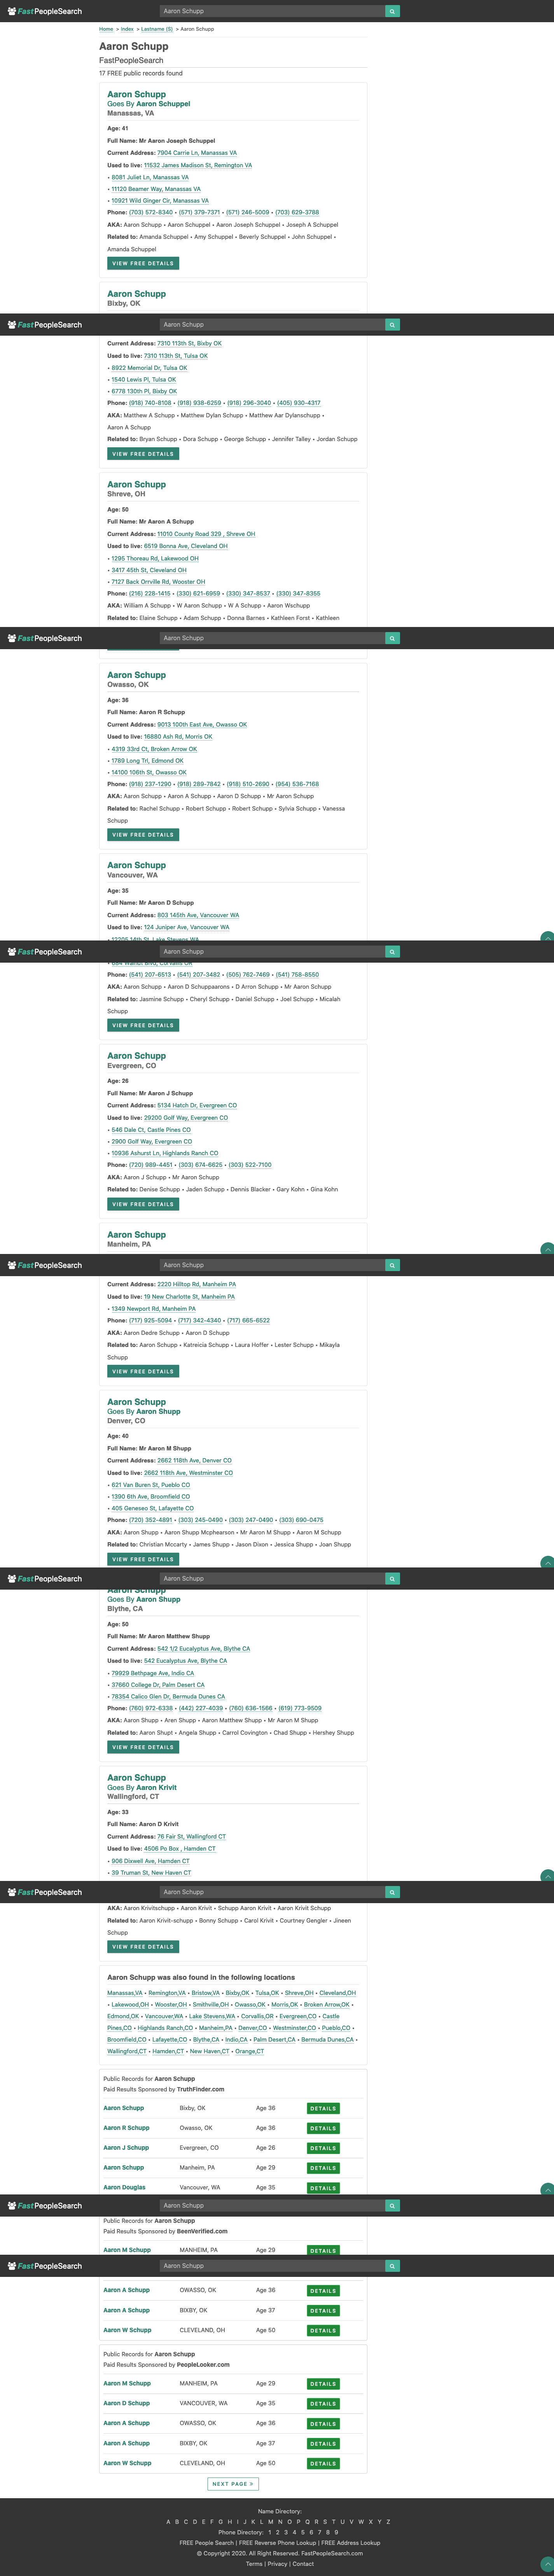 FastPeopleSearch
Aaron Schupp
Home > Index > Lastname (S) > Aaron Schupp
Aaron Schupp
FastPeopleSearch
17 FREE public records found
Aaron Schupp
Goes By Aaron Schuppel
Manassas, VA
Age: 41
Full Name: Mr Aaron Joseph Schuppel
Current Address: 7904 Carrie Ln, Manassas VA
Used to live: 11532 James Madison St, Remington VA
• 8081 Juliet Ln, Manassas VA
• 11120 Beamer Way, Manassas VA
• 10921 Wild Ginger Cir, Manassas VA
Phone: (703) 572-8340 • (571) 379-7371 • (571) 246-5009 • (703) 629-3788
AKA: Aaron Schupp • Aaron Schuppel • Aaron Joseph Schuppel • Joseph A Schuppel
Related to: Amanda Schuppel • Amy Schuppel • Beverly Schuppel • John Schuppel •
Amanda Schuppel
VIEW FREE DETAILS
Aaron Schupp
Bixby, OK
FastPeopleSearch
Aaron Schupp
Current Address: 7310 113th St, Bixby OK
Used to live: 7310 113th St, Tulsa OK
• 6922 Memorial Dr, Tulsa OK
• 1540 Lewis Pl, Tulsa OK
• 6778 130th Pl, Bixby OK
Phone: (918) 740-8108 • (918) 938-6259 • (918) 296-3040 • (405) 930-4317
AKA: Matthew A Schupp • Matthew Dylan Schupp • Matthew Aar Dylanschupp •
Aaron A Schupp
Related to: Bryan Schupp • Dora Schupp • George Schupp • Jennifer Talley • Jordan Schupp
VIEW FREE DETAILS
Aaron Schupp
Shreve, OH
Age: 50
Full Name: Mr Aaron A Schupp
Current Address: 11010 County Road 329 , Shreve OH
Used to live: 6519 Bonna Ave, Cleveland OH
• 1295 Thoreau Rd, Lakewood OH
• 3417 45th St, Cleveland OH
• 7127 Back Orrville Rd, Wooster OH
Phone: (216) 228-1415 • (330) 621-6959 • (330) 347-8537 • (330) 347-8355
AKA: William A Schupp • W Aaron Schupp • W A Schupp • Aaron Wschupp
Related to: Elaine Schupp • Adam Schupp • Donna Barnes • Kathleen Forst • Kathleen
FastPeopleSearch
Aaron Schupp
Aaron Schupp
Owasso, OK
Age: 36
Full Name: Mr Aaron R Schupp
Current Address: 9013 100th East Ave, Owasso OK
Used to live: 16880 Ash Rd, Morris OK
• 4319 33rd Ct, Broken Arrow OK
• 1789 Long Trl, Edmond OK
• 14100 106th St, Owasso OK
Phone: (918) 237-1290 • (918) 289-7842 • (918) 510-2690 • (954) 536-7168
AKA: Aaron Schupp • Aaron A Schupp • Aaron D Schupp • Mr Aaron Schupp
Related to: Rachel Schupp • Robert Schupp • Robert Schupp • Sylvia Schupp • Vanessa
Schupp
VIEW FREE DETAILS
Aaron Schupp
Vancouver, WA
Age: 35
Full Name: Mr Aaron D Schupp
Current Address: 803 145th Ave, Vancouver WA
Used to live: 124 Juniper Ave, Vancouver WA
• 12205 14th St, Lake Stevens WA
FastPeopleSearch
Aaron Schupp
Phone: (541) 207-6513 • (541) 207-3482 • (505) 762-7469 • (541) 758-8550
AKA: Aaron Schupp • Aaron D Schuppaarons • D Arron Schupp • Mr Aaron Schupp
Related to: Jasmine Schupp • Cheryl Schupp • Daniel Schupp • Joel Schupp • Micalah
Schupp
VIEW FREE DETAILS
Aaron Schupp
Evergreen, CO
Age: 26
Full Name: Mr Aaron J Schupp
Current Address: 5134 Hatch Dr, Evergreen CO
Used to live: 29200 Golf Way, Evergreen CO
• 546 Dale Ct, Castle Pines CO
• 2900 Golf Way, Evergreen CO
• 10936 Ashurst Ln, Highlands Ranch CO
Phone: (720) 989-4451 • (303) 674-6625 • (303) 522-7100
AKA: Aaron J Schupp • Mr Aaron Schupp
Related to: Denise Schupp • Jaden Schupp • Dennis Blacker • Gary Kohn • Gina Kohn
VIEW FREE DETAILS
Aaron Schupp
Manheim, PA
FastPeopleSearch
Aaron Schupp
Current Address: 2220 Hilltop Rd, Manheim PA
Used to live: 19 New Charlotte St, Manheim PA
• 1349 Newport Rd, Manheim PA
Phone: (717) 925-5094 • (717) 342-4340 • (717) 665-6522
AKA: Aaron Dedre Schupp • Aaron D Schupp
Related to: Aaron Schupp • Katreicia Schupp • Laura Hoffer • Lester Schupp • Mikayla
Schupp
VIEW FREE DETAILS
Aaron Schupp
Goes By Aaron Shupp
Denver, CO
Age: 40
Full Name: Mr Aaron M Shupp
Current Address: 2662 118th Ave, Denver CO
Used to live: 2662 118th Ave, Westminster CO
• 621 Van Buren St, Pueblo CO
• 1390 6th Ave, Broomfield CO
• 405 Geneseo St, Lafayette CO
Phone: (720) 352-4891 • (303) 245-0490 • (303) 247-0490 • (303) 690-0475
AKA: Aaron Shupp • Aaron Shupp Mcphearson • Mr Aaron M Shupp • Aaron M Schupp
Related to: Christian Mccarty • James Shupp • Jason Dixon • Jessica Shupp • Joan Shupp
VIEW FREE DETAILS
FastPeopleSearch
Aaron Schupp
Aaron Schupp
Goes By Aaron Shupp
Blythe, CA
Age: 50
Full Name: Mr Aaron Matthew Shupp
Current Address: 542 1/2 Eucalyptus Ave, Blythe CA
Used to live: 542 Eucalyptus Ave, Blythe CA
• 79929 Bethpage Ave, Indio CA
• 37660 College Dr, Palm Desert CA
• 78354 Calico Glen Dr, Bermuda Dunes CA
Phone: (760) 972-6338 • (442) 227-4039 • (760) 636-1566 • (619) 773-9509
AKA: Aaron Shupp • Aren Shupp • Aaron Matthew Shupp • Mr Aaron M Shupp
Related to: Aaron Shupt • Angela Shupp • Carrol Covington • Chad Shupp • Hershey Shupp
VIEW FREE DETAILS
Aaron Schupp
Goes By Aaron Krivit
Wallingford, CT
Age: 33
Full Name: Aaron D Krivit
Current Address: 76 Fair St, Wallingford CT
Used to live: 4506 Po Box , Hamden CT
• 906 Dixwell Ave, Hamden CT
• 39 Truman St, New Haven CT
FastPeopleSearch
Aaron Schupp
AKA: Aaron Krivitschupp • Aaron Krivit • Schupp Aaron Krivit • Aaron Krivit Schupp
Related to: Aaron Krivit-schupp • Bonny Schupp • Carol Krivit • Courtney Gengler • Jineen
Schupp
VIEW FREE DETAILS
Aaron Schupp was also found in the following locations
Manassas,VA • Remington,VA • Bristow,VA • Bixby,OK • Tulsa,OK • Shreve,OH • Cleveland,OH
• Lakewood,OH • Wooster,OH • Smithville,OH • Owasso,OK • Morris,OK • Broken Arrow,OK •
Edmond,OK • Vancouver,WA • Lake Stevens,WA • Corvallis,OR • Evergreen,CO • Castle
Pines,CO • Highlands Ranch,CO • Manheim,PA • Denver,CO • Westminster,CO • Pueblo,CO •
Broomfield,CO • Lafayette,CO • Blythe,CA • Indio,CA • Palm Desert,CA • Bermuda Dunes,CA •
Wallingford,CT • Hamden,CT • New Haven,CT • Orange,CT
Public Records for Aaron Schupp
Paid Results Sponsored by TruthFinder.com
Aaron Schupp Bixby, OK Age 36 DETAILS
Aaron R Schupp Owasso, OK Age 36 DETAILS
Aaron J Schupp Evergreen, CO Age 26 DETAILS
Aaron Schupp Manheim, PA Age 29 DETAILS
Aaron Douglas Vancouver, WA Age 35 DETAILS
FastPeopleSearch
Aaron Schupp
Public Records for Aaron Schupp
Paid Results Sponsored by BeenVerified.com
Aaron M Schupp MANHEIM, PA Age 29 DETAILS
FastPeopleSearch
Aaron Schupp
Aaron A Schupp OWASSO, OK Age 36 DETAILS
Aaron A Schupp BIXBY, OK Age 37 DETAILS
Aaron W Schupp CLEVELAND, OH Age 50 DETAILS
Public Records for Aaron Schupp
Paid Results Sponsored by PeopleLooker.com
Aaron M Schupp MANHEIM, PA Age 29 DETAILS
Aaron D Schupp VANCOUVER, WA Age 35 DETAILS
Aaron A Schupp OWASSO, OK Age 36 DETAILS
Aaron A Schupp BIXBY, OK Age 37 DETAILS
Aaron W Schupp CLEVELAND, OH Age 50 DETAILS
NEXT PAGE >
Name Directory:
A B C D E F G H I J K L M N O P Q R S T U V W X Y Z
Phone Directory: 1 2 3 4 5 6 7 8 9
FREE People Search | FREE Reverse Phone Lookup | FREE Address Lookup
© Copyright 2020. All Right Reserved. FastPeopleSearch.com
Terms | Privacy | Contact